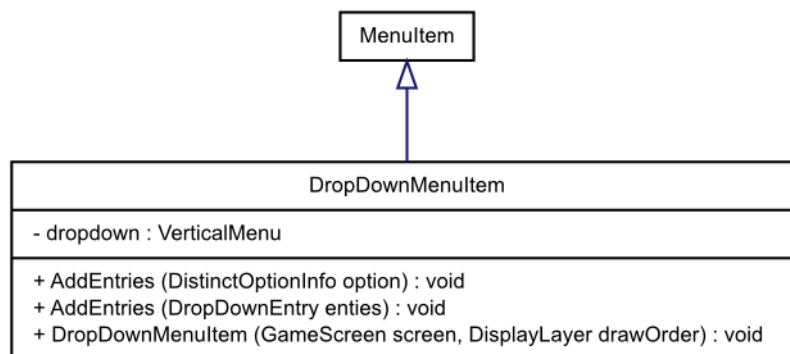 MenuItem
DropDownMenuItem
- dropdown : VerticalMenu
+ AddEntries (DistinctOptionInfo option) : void
+ AddEntries (DropDownEntry enties) : void
+ DropDownMenuItem (GameScreen screen, DisplayLayer drawOrder) : void